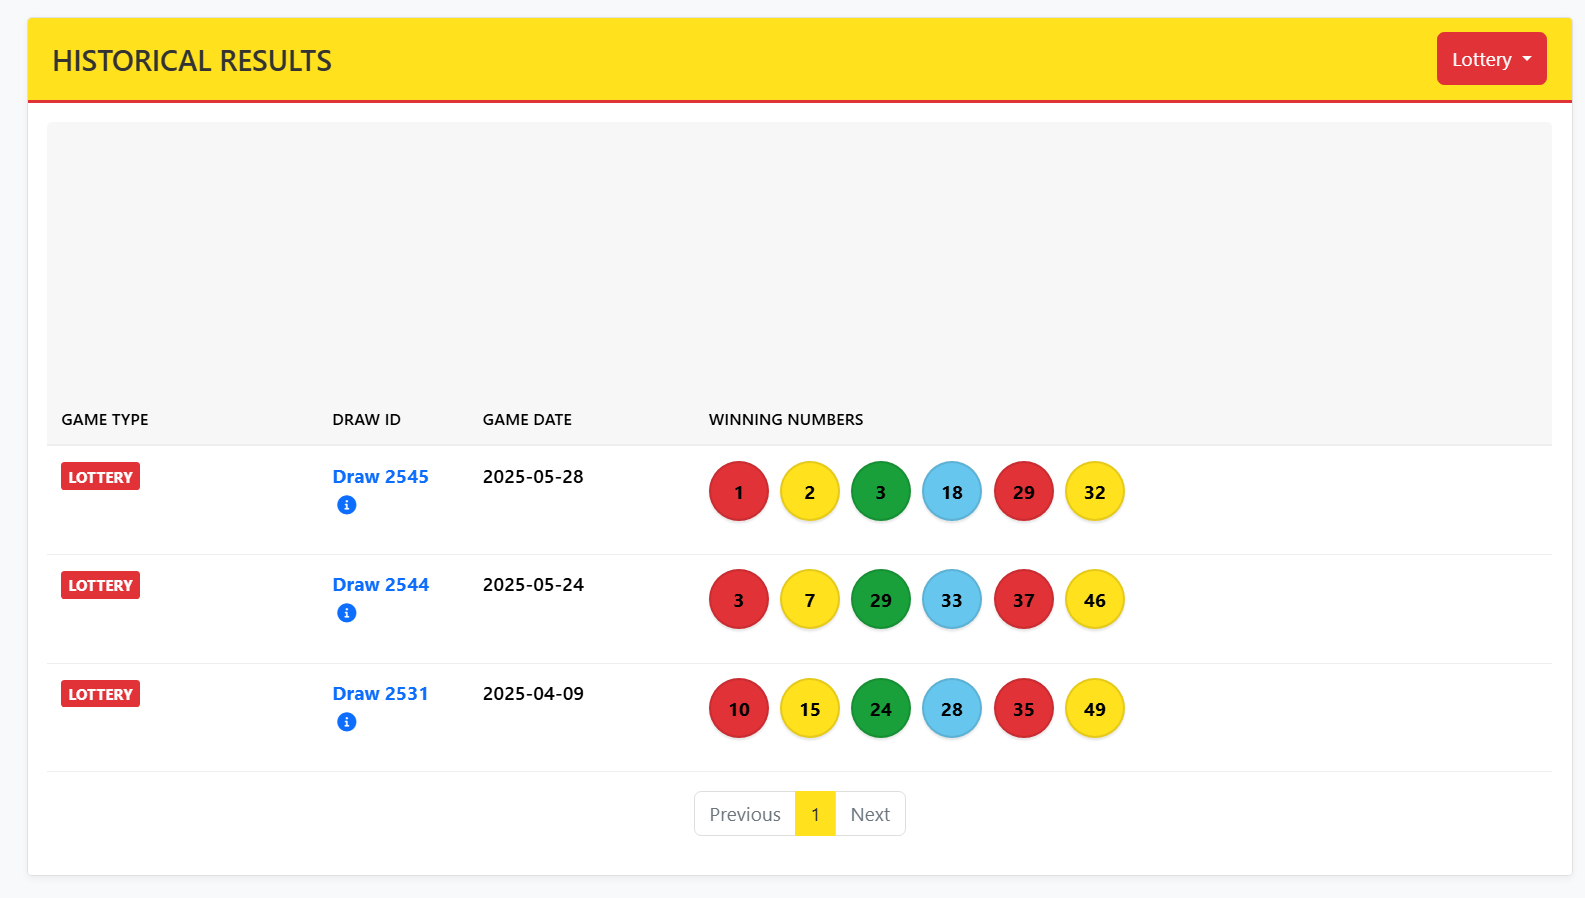 HISTORICAL RESULTS
Lottery
GAME TYPE DRAW ID GAME DATE WINNING NUMBERS
LOTTERY Draw 2545 2025-05-28 1 2 3 18 29 32
LOTTERY Draw 2544 2025-05-24 3 7 29 33 37 46
LOTTERY Draw 2531 2025-04-09 10 15 24 28 35 49
Previous 1 Next